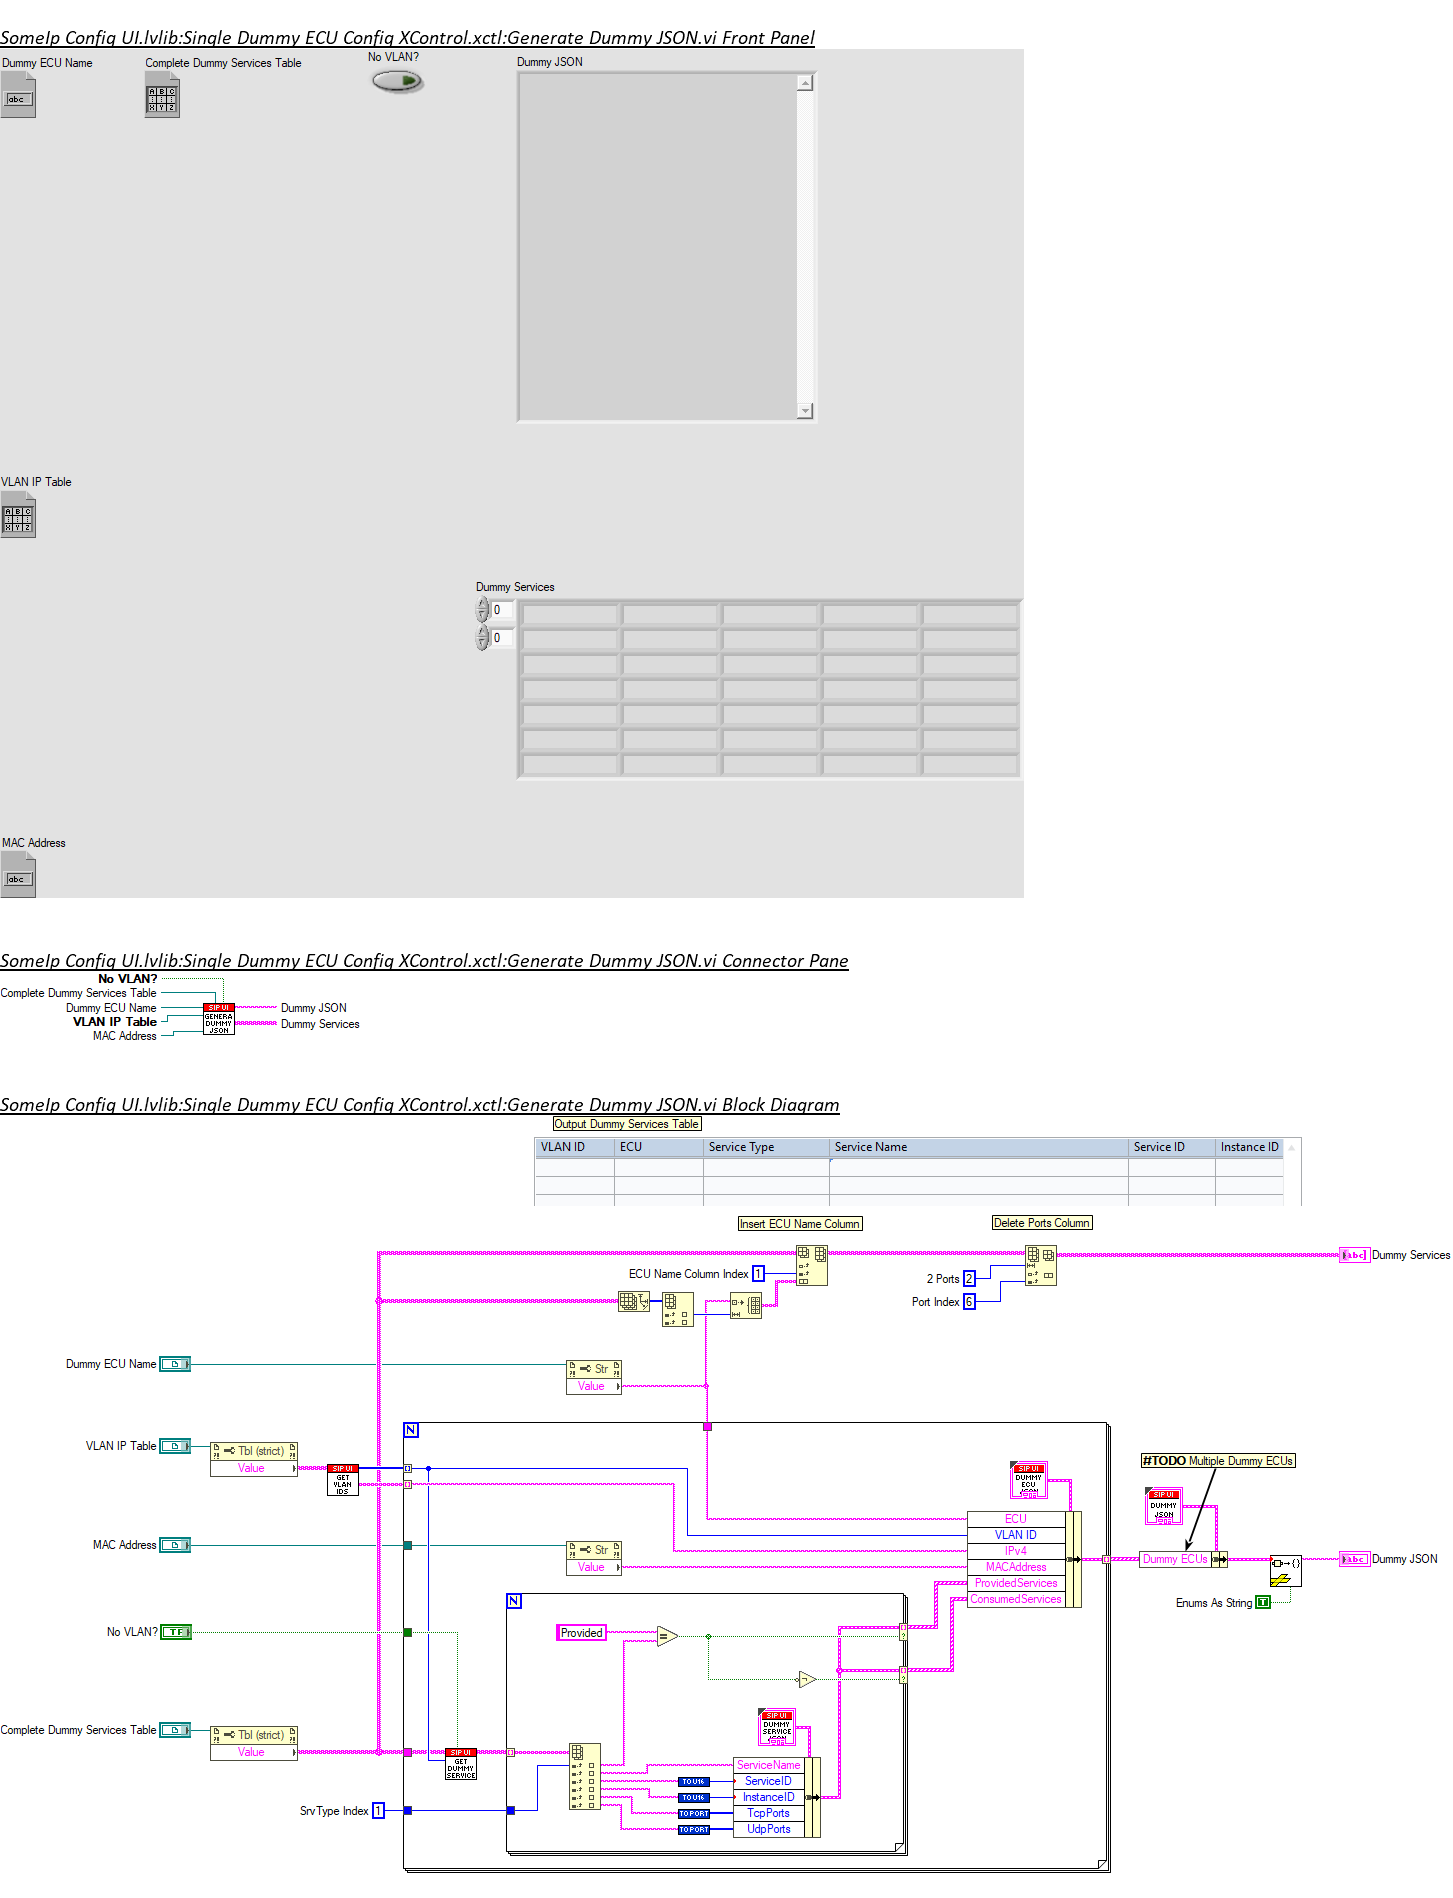 SomeIp Config UI.lvlib:Single Dummy ECU Config XControl.xctl:Generate Dummy JSON.vi Front Panel
Dummy ECU Name
Complete Dummy Services Table
No VLAN?
Dummy JSON
abc
A B C
X Y Z
VLAN IP Table
A B C
X Y Z
Dummy Services
0
0
MAC Address
abc
SomeIp Config UI.lvlib:Single Dummy ECU Config XControl.xctl:Generate Dummy JSON.vi Connector Pane
No VLAN?
Complete Dummy Services Table
Dummy ECU Name
VLAN IP Table
MAC Address
SIP UI
GENERA
DUMMY
JSON
Dummy JSON
Dummy Services
SomeIp Config UI.lvlib:Single Dummy ECU Config XControl.xctl:Generate Dummy JSON.vi Block Diagram
Output Dummy Services Table
VLAN ID ECU Service Type Service Name Service ID Instance ID
Insert ECU Name Column
Delete Ports Column
abc
Dummy Services
ECU Name Column Index 1
2 Ports 2
Port Index 6
Dummy ECU Name
Str
Value
N
VLAN IP Table
Tbl (strict)
Value
SIP UI
GET
VLAN
IDS
SIP UI
DUMMY
ECU
JSON
#TODO Multiple Dummy ECUs
SIP UI
DUMMY
JSON
ECU
VLAN ID
IPv4
MACAddress
ProvidedServices
ConsumedServices
MAC Address
Str
Value
Dummy ECUs
abc
Dummy JSON
Enums As String T
N
No VLAN?
TF
Provided
=
SIP UI
DUMMY
SERVICE
JSON
Complete Dummy Services Table
Tbl (strict)
Value
SIP UI
GET
DUMMY
SERVICE
ServiceName
TO U16 ServiceID
TO U16 InstanceID
TO PORT TcpPorts
TO PORT UdpPorts
SrvType Index 1